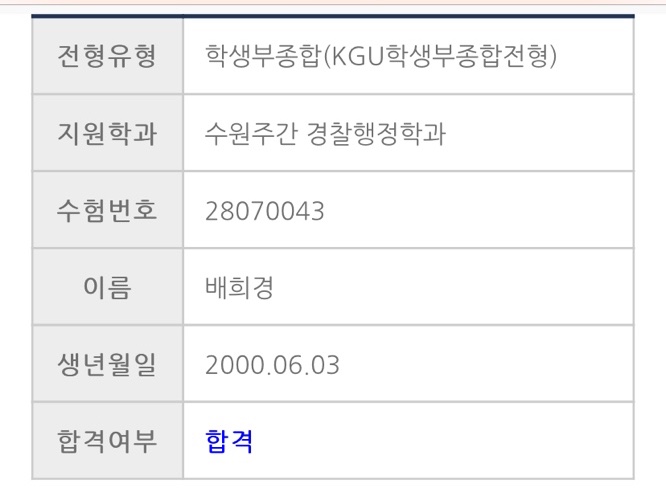 전형유형 학생부종합(KGU학생부종합전형)
지원학과 수원주간 경찰행정학과
수험번호 28070043
이름 배희경
생년월일 2000.06.03
합격여부 합격